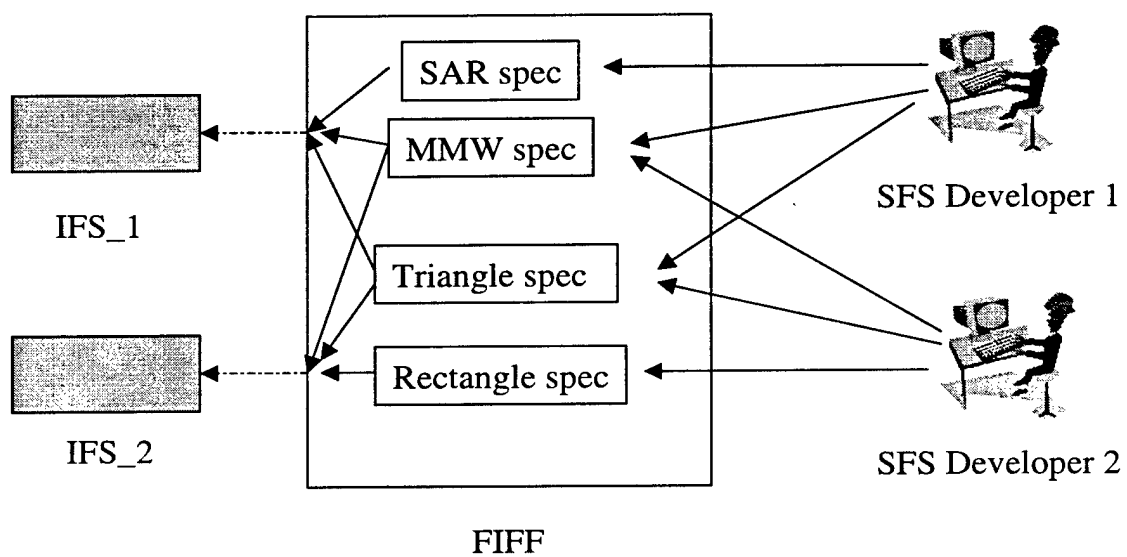 SAR spec
MMW spec
Triangle spec
Rectangle spec
IFS_1
IFS_2
SFS Developer 1
SFS Developer 2
FIFF